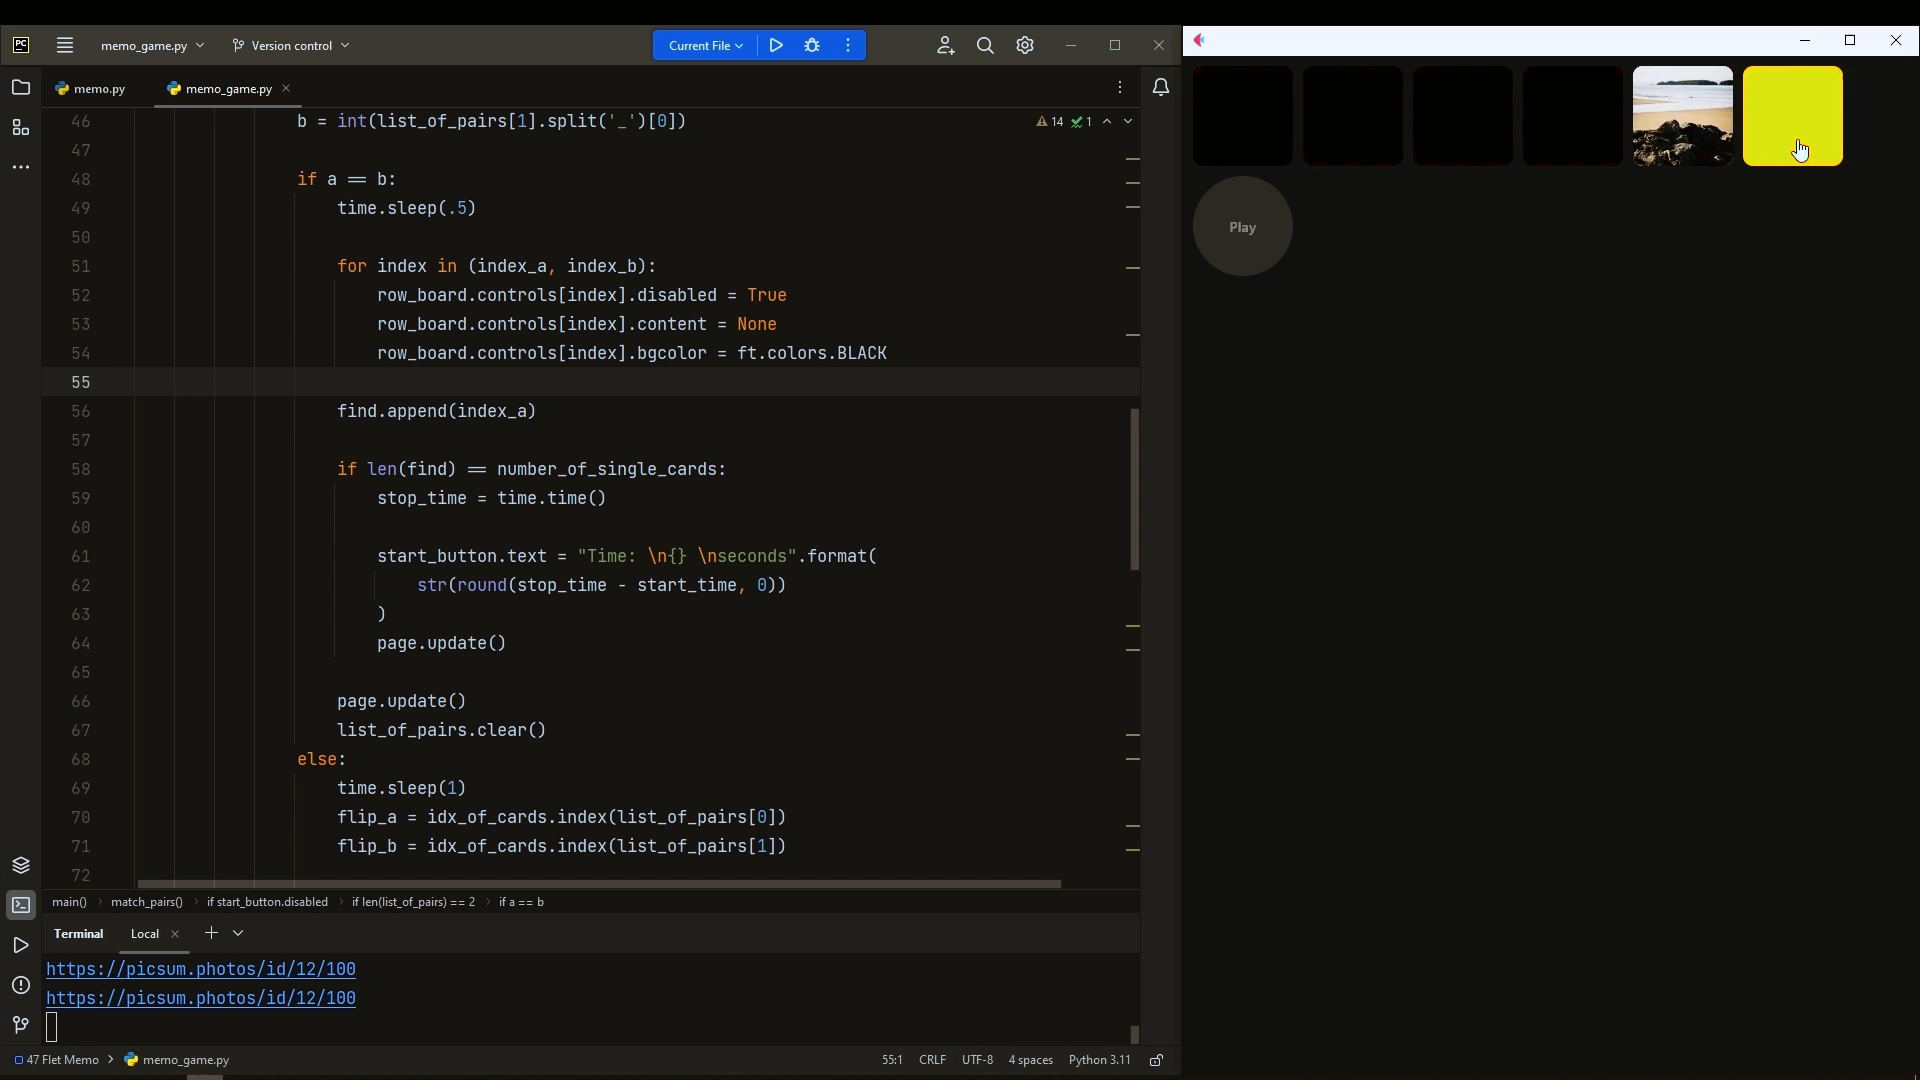 PC memo_game.py Version control Current File
memo.py memo_game.py
46 b = int(list_of_pairs[1].split('_')[0]) 14 1
47
48 if a == b:
49 time.sleep(.5)
50
51 for index in (index_a, index_b):
52 row_board.controls[index].disabled = True
53 row_board.controls[index].content = None
54 row_board.controls[index].bgcolor = ft.colors.BLACK
55
56 find.append(index_a)
57
58 if len(find) == number_of_single_cards:
59 stop_time = time.time()
60
61 start_button.text = "Time: \n{} \nseconds".format(
62 str(round(stop_time - start_time, 0))
63 )
64 page.update()
65
66 page.update()
67 list_of_pairs.clear()
68 else:
69 time.sleep(1)
70 flip_a = idx_of_cards.index(list_of_pairs[0])
71 flip_b = idx_of_cards.index(list_of_pairs[1])
72
main() match_pairs() if start_button.disabled if len(list_of_pairs) == 2 if a == b
Terminal Local
https://picsum.photos/id/12/100
https://picsum.photos/id/12/100
47 Flet Memo memo_game.py 55:1 CRLF UTF-8 4 spaces Python 3.11
Play